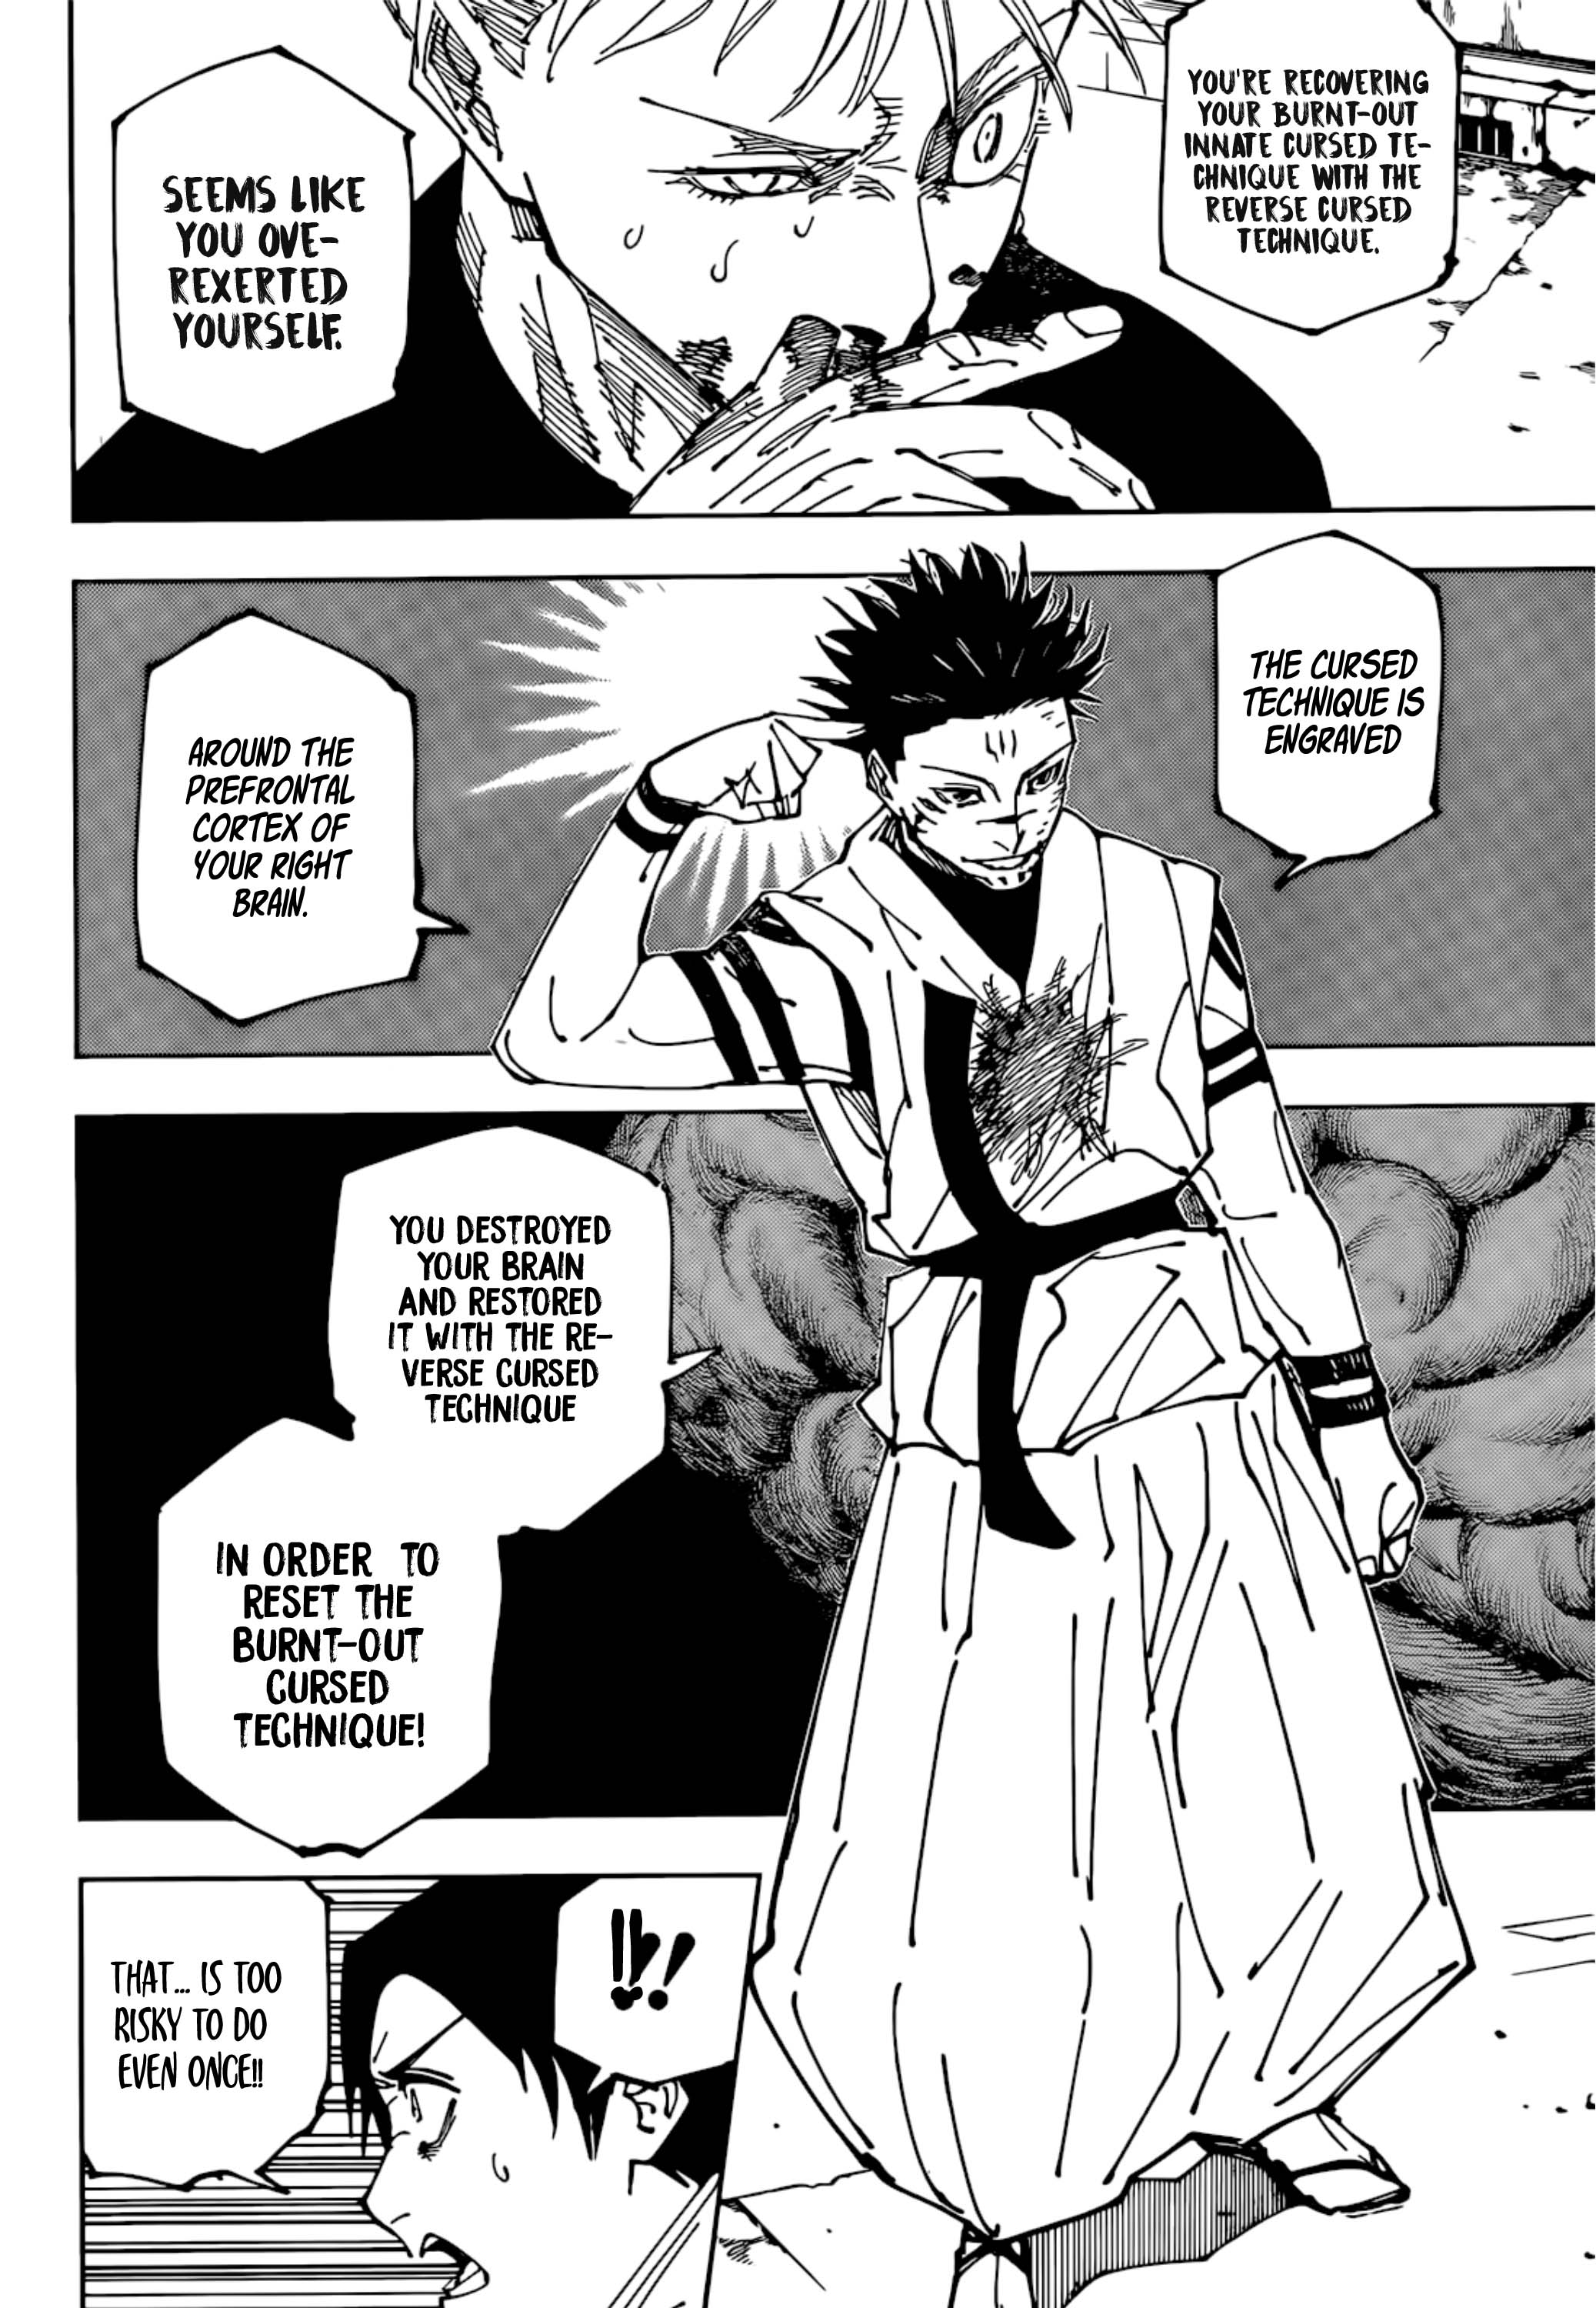 YOU'RE RECOVERING
YOUR BURNT-OUT
INNATE CURSED TE-
CHNIQUE WITH THE
REVERSE CURSED
TECHNIQUE.
SEEMS LIKE
YOU OVE-
REXERTED
YOURSELF.
THE CURSED
TECHNIQUE IS
ENGRAVED
AROUND THE
PREFRONTAL
CORTEX OF
YOUR RIGHT
BRAIN.
YOU DESTROYED
YOUR BRAIN
AND RESTORED
IT WITH THE RE-
VERSE CURSED
TECHNIQUE
IN ORDER TO
RESET THE
BURNT-OUT
CURSED
TECHNIQUE!
!!!!
THAT... IS TOO
RISKY TO DO
EVEN ONCE!!